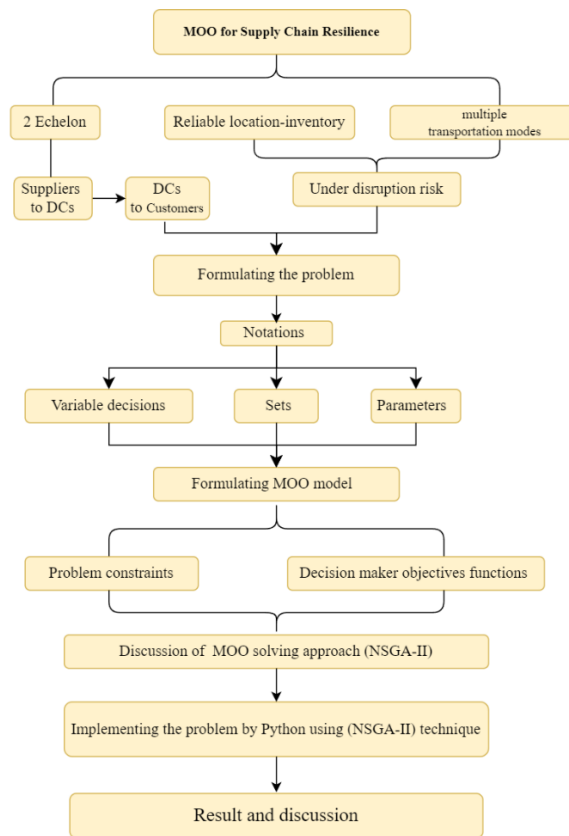 MOO for Supply Chain Resilience
2 Echelon
Reliable location-inventory
multiple
transportation modes
Suppliers
to DCs
DCs
to Customers
Under disruption risk
Formulating the problem
Notations
Variable decisions
Sets
Parameters
Formulating MOO model
Problem constraints
Decision maker objectives functions
Discussion of MOO solving approach (NSGA-II)
Implementing the problem by Python using (NSGA-II) technique
Result and discussion